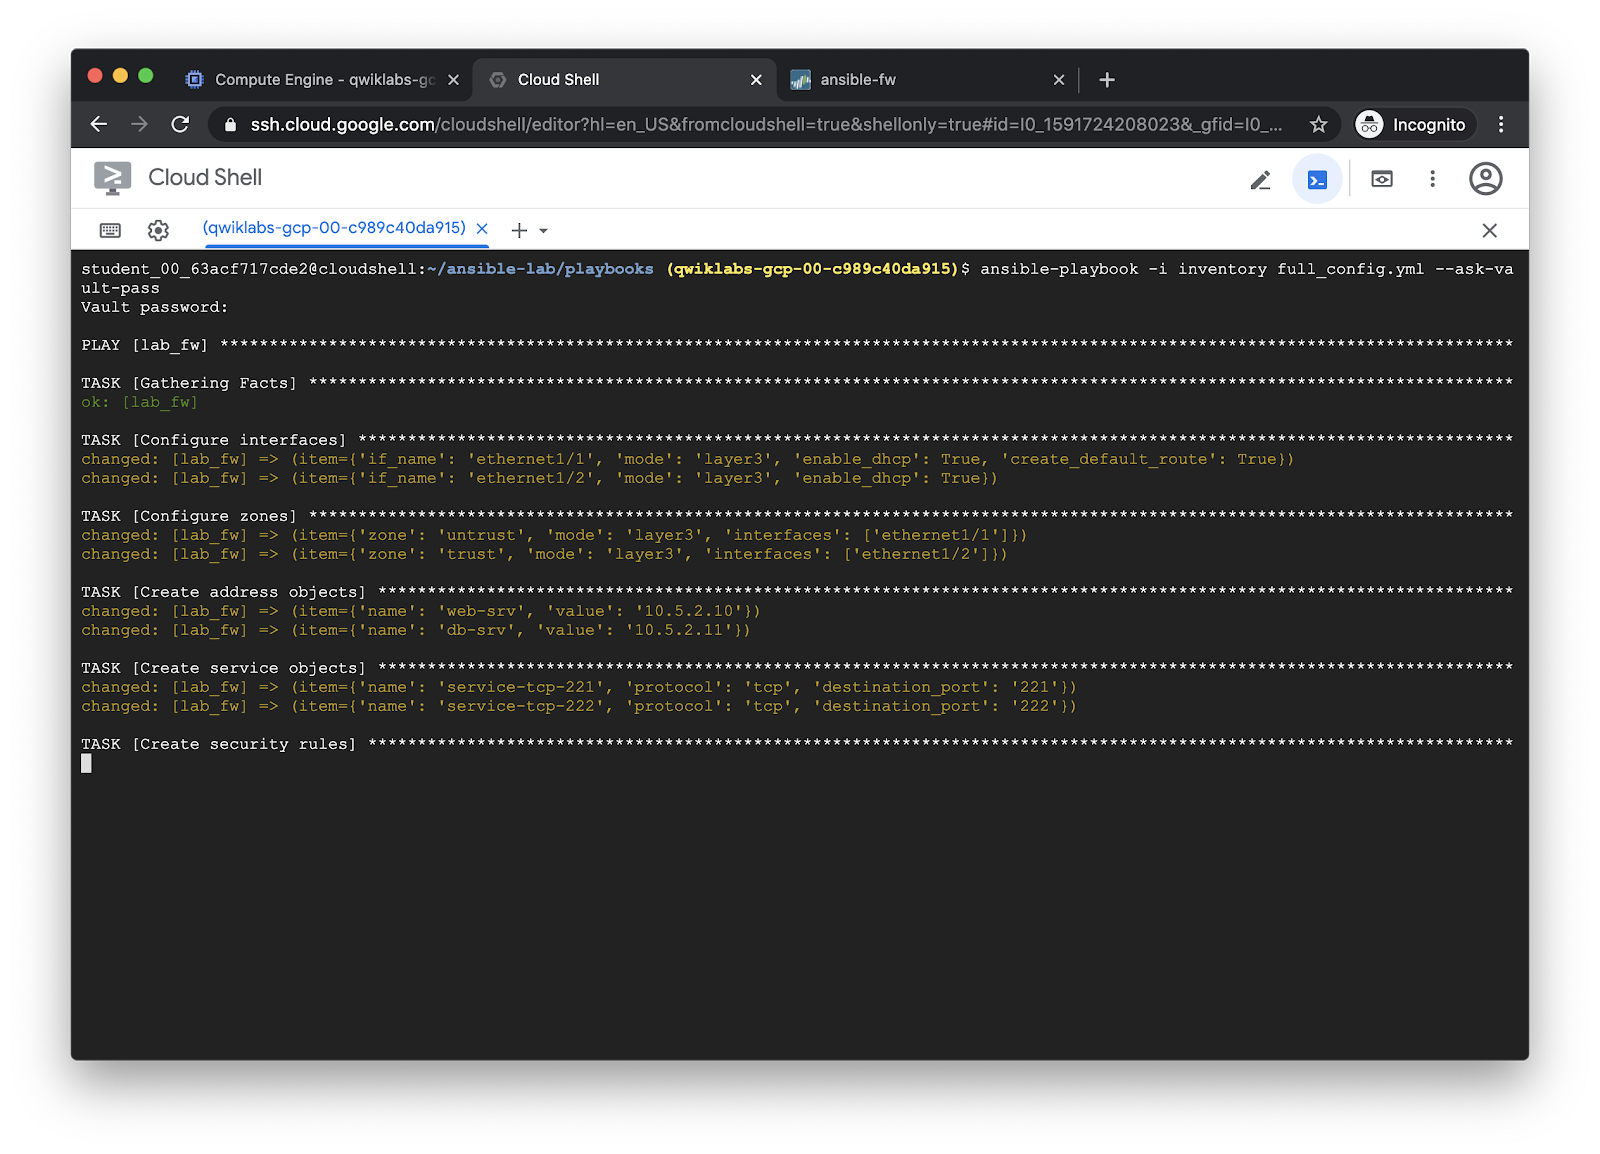 Compute Engine - qwiklabs-gc
Cloud Shell
ansible-fw
ssh.cloud.google.com/cloudshell/editor?hl=en_US&fromcloudshell=true&shellonly=true#id=I0_1591724208023&_gfid=I0_...
Incognito
Cloud Shell
(qwiklabs-gcp-00-c989c40da915)
student_00_63acf717cde2@cloudshell:~/ansible-lab/playbooks (qwiklabs-gcp-00-c989c40da915)$ ansible-playbook -i inventory full_config.yml --ask-va
ult-pass
Vault password:
PLAY [lab_fw] ***********************************************************************************************************************************
TASK [Gathering Facts] **************************************************************************************************************************
ok: [lab_fw]
TASK [Configure interfaces] *********************************************************************************************************************
changed: [lab_fw] => (item={'if_name': 'ethernet1/1', 'mode': 'layer3', 'enable_dhcp': True, 'create_default_route': True})
changed: [lab_fw] => (item={'if_name': 'ethernet1/2', 'mode': 'layer3', 'enable_dhcp': True})
TASK [Configure zones] **************************************************************************************************************************
changed: [lab_fw] => (item={'zone': 'untrust', 'mode': 'layer3', 'interfaces': ['ethernet1/1']})
changed: [lab_fw] => (item={'zone': 'trust', 'mode': 'layer3', 'interfaces': ['ethernet1/2']})
TASK [Create address objects] *******************************************************************************************************************
changed: [lab_fw] => (item={'name': 'web-srv', 'value': '10.5.2.10'})
changed: [lab_fw] => (item={'name': 'db-srv', 'value': '10.5.2.11'})
TASK [Create service objects] *******************************************************************************************************************
changed: [lab_fw] => (item={'name': 'service-tcp-221', 'protocol': 'tcp', 'destination_port': '221'})
changed: [lab_fw] => (item={'name': 'service-tcp-222', 'protocol': 'tcp', 'destination_port': '222'})
TASK [Create security rules] ********************************************************************************************************************